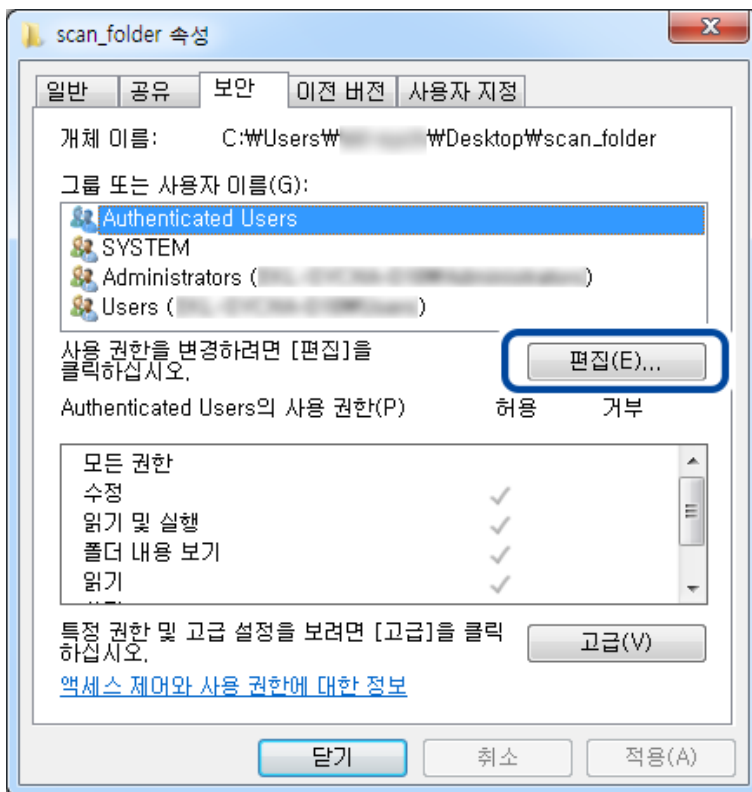 scan_folder 속성
일반 공유 보안 이전 버전 사용자 지정
개체 이름: C:₩Users₩ ₩Desktop₩scan_folder
그룹 또는 사용자 이름(G):
Authenticated Users
SYSTEM
Administrators ( )
Users ( )
사용 권한을 변경하려면 [편집]을
클릭하십시오.
편집(E)...
Authenticated Users의 사용 권한(P) 허용 거부
모든 권한
수정
읽기 및 실행
폴더 내용 보기
읽기
특정 권한 및 고급 설정을 보려면 [고급]을 클릭
하십시오.
고급(V)
액세스 제어와 사용 권한에 대한 정보
닫기 취소 적용(A)